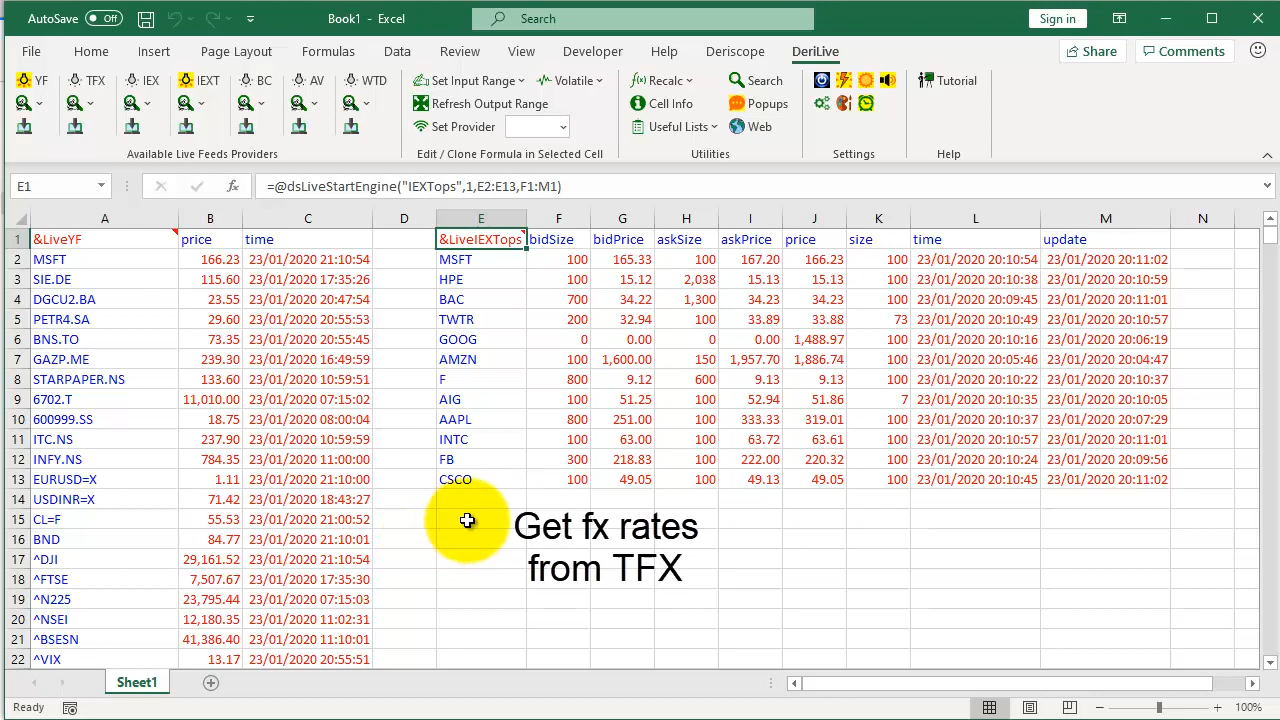 AutoSave Off Book1 - Excel Search Sign in
File Home Insert Page Layout Formulas Data Review View Developer Help Deriscope DeriLive Share Comments
YF TFX IEX IEXT BC AV WTD Set Input Range Volatile Recalc Search Tutorial
Refresh Output Range Cell Info Popups
Set Provider Useful Lists Web
Available Live Feeds Providers Edit / Clone Formula in Selected Cell Utilities Settings Help
E1 fx =@dsLiveStartEngine("IEXTops",1,E2:E13,F1:M1)
A B C D E F G H I J K L M N
1 &LiveYF price time &LiveIEXTops bidSize bidPrice askSize askPrice price size time update
2 MSFT 166.23 23/01/2020 21:10:54 MSFT 100 165.33 100 167.20 166.23 100 23/01/2020 20:10:54 23/01/2020 20:11:02
3 SIE.DE 115.60 23/01/2020 17:35:26 HPE 100 15.12 2,038 15.13 15.13 100 23/01/2020 20:10:38 23/01/2020 20:10:59
4 DGCU2.BA 23.55 23/01/2020 20:47:54 BAC 700 34.22 1,300 34.23 34.23 100 23/01/2020 20:09:45 23/01/2020 20:11:01
5 PETR4.SA 29.60 23/01/2020 20:55:53 TWTR 200 32.94 100 33.89 33.88 73 23/01/2020 20:10:49 23/01/2020 20:10:57
6 BNS.TO 73.35 23/01/2020 20:55:45 GOOG 0 0.00 0 0.00 1,488.97 100 23/01/2020 20:10:16 23/01/2020 20:06:19
7 GAZP.ME 239.30 23/01/2020 16:49:59 AMZN 100 1,600.00 150 1,957.70 1,886.74 100 23/01/2020 20:05:46 23/01/2020 20:04:47
8 STARPAPER.NS 133.60 23/01/2020 10:59:51 F 800 9.12 600 9.13 9.13 100 23/01/2020 20:10:22 23/01/2020 20:10:37
9 6702.T 11,010.00 23/01/2020 07:15:02 AIG 100 51.25 100 52.94 51.86 7 23/01/2020 20:10:35 23/01/2020 20:10:05
10 600999.SS 18.75 23/01/2020 08:00:04 AAPL 800 251.00 100 333.33 319.01 100 23/01/2020 20:10:37 23/01/2020 20:07:29
11 ITC.NS 237.90 23/01/2020 10:59:59 INTC 100 63.00 100 63.72 63.61 100 23/01/2020 20:10:57 23/01/2020 20:11:01
12 INFY.NS 784.35 23/01/2020 11:00:00 FB 300 218.83 100 222.00 220.32 100 23/01/2020 20:10:24 23/01/2020 20:09:56
13 EURUSD=X 1.11 23/01/2020 21:10:00 CSCO 100 49.05 100 49.13 49.05 100 23/01/2020 20:10:45 23/01/2020 20:11:02
14 USDINR=X 71.42 23/01/2020 18:43:27
15 CL=F 55.53 23/01/2020 21:00:52
16 BND 84.77 23/01/2020 21:10:01
17 ^DJI 29,161.52 23/01/2020 21:10:54
18 ^FTSE 7,507.67 23/01/2020 17:35:30
19 ^N225 23,795.44 23/01/2020 07:15:03
20 ^NSEI 12,180.35 23/01/2020 11:02:31
21 ^BSESN 41,386.40 23/01/2020 11:10:01
22 ^VIX 13.17 23/01/2020 20:55:51
Get fx rates
from TFX
Sheet1
Ready 100%